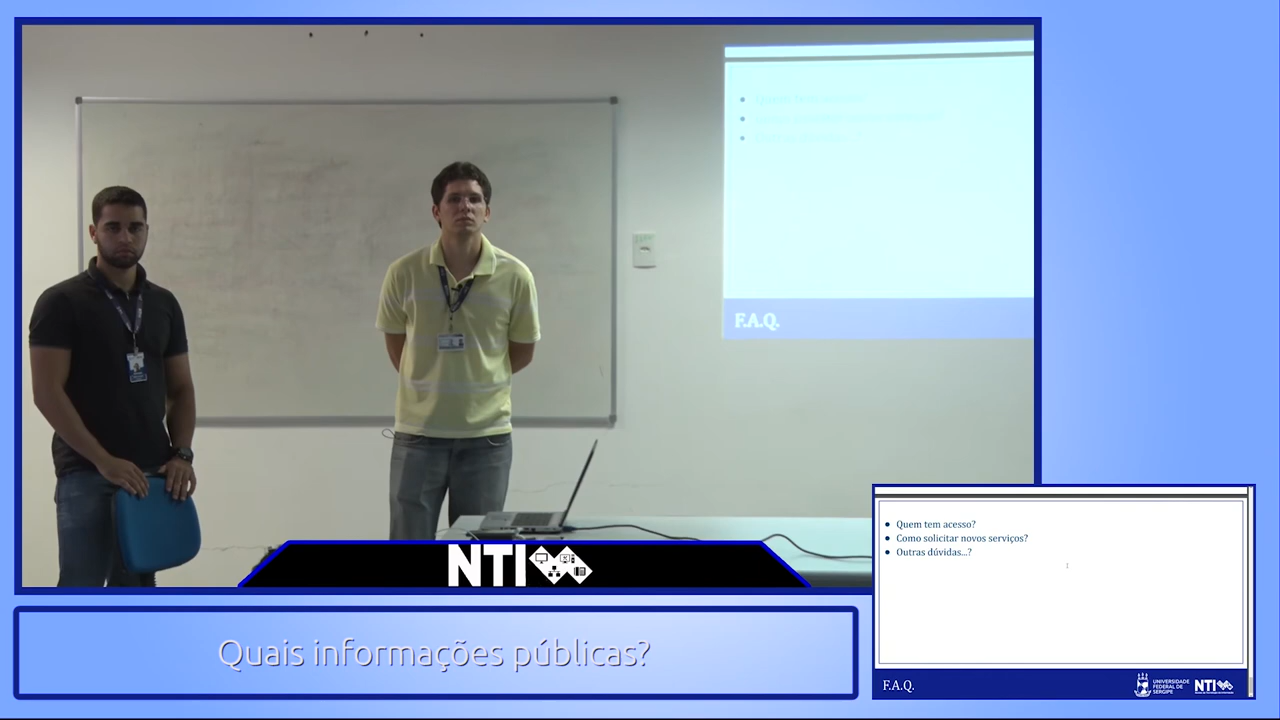 F.A.Q.
NTI
Quais informações públicas?
Quem tem acesso?
Como solicitar novos serviços?
Outras dúvidas...?
F.A.Q.
UNIVERSIDADE
FEDERAL DE
SERGIPE
NTI